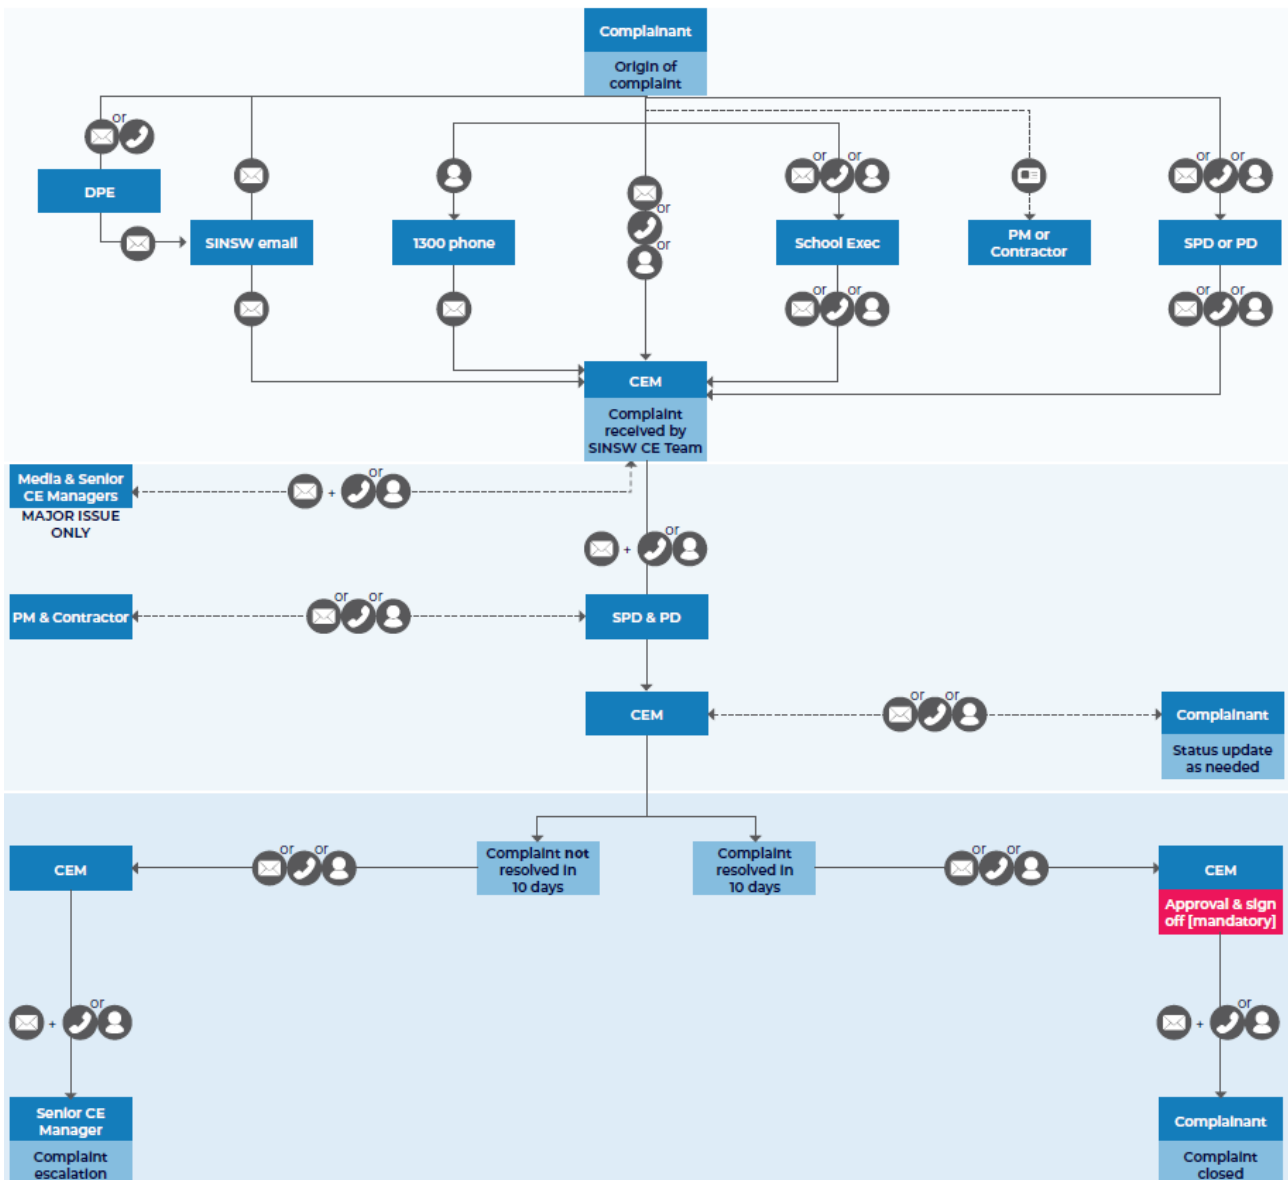 Complainant
Origin of
complaint
or
DPE
SINSW email
1300 phone
or
or
or or
School Exec
or or
PM or
Contractor
or or
SPD or PD
or or
CEM
Complaint
received by
SINSW CE Team
Media & Senior
CE Managers
MAJOR ISSUE
ONLY
+ or
+ or
PM & Contractor
or or
SPD & PD
CEM
or or
Complainant
Status update
as needed
CEM
or or
Complaint not
resolved in
10 days
Complaint
resolved in
10 days
or or
CEM
Approval & sign
off [mandatory]
+ or
+ or
Senior CE
Manager
Complaint
escalation
Complainant
Complaint
closed